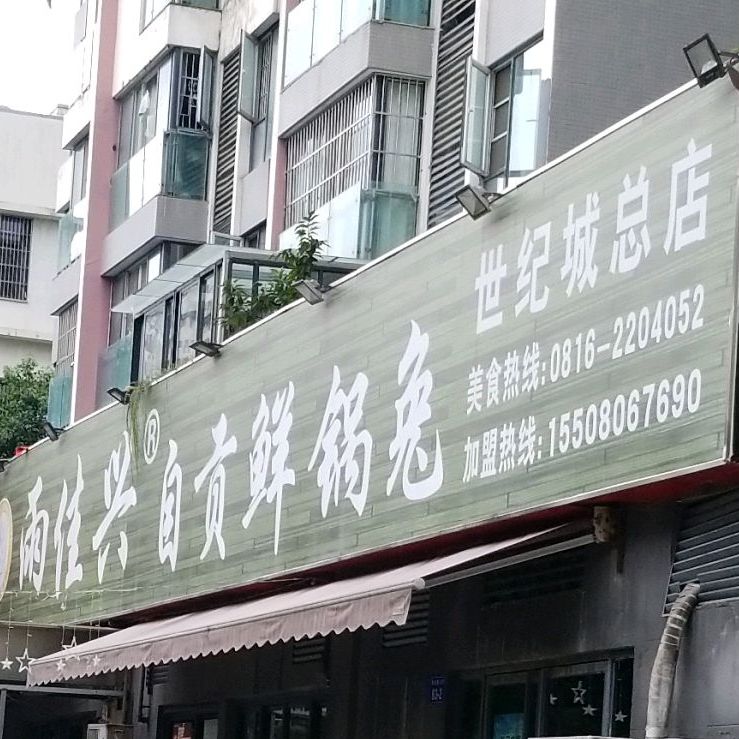 雨佳兴®自贡鲜锅兔
世纪城总店
美食热线:0816-2204052
加盟热线:15508067690